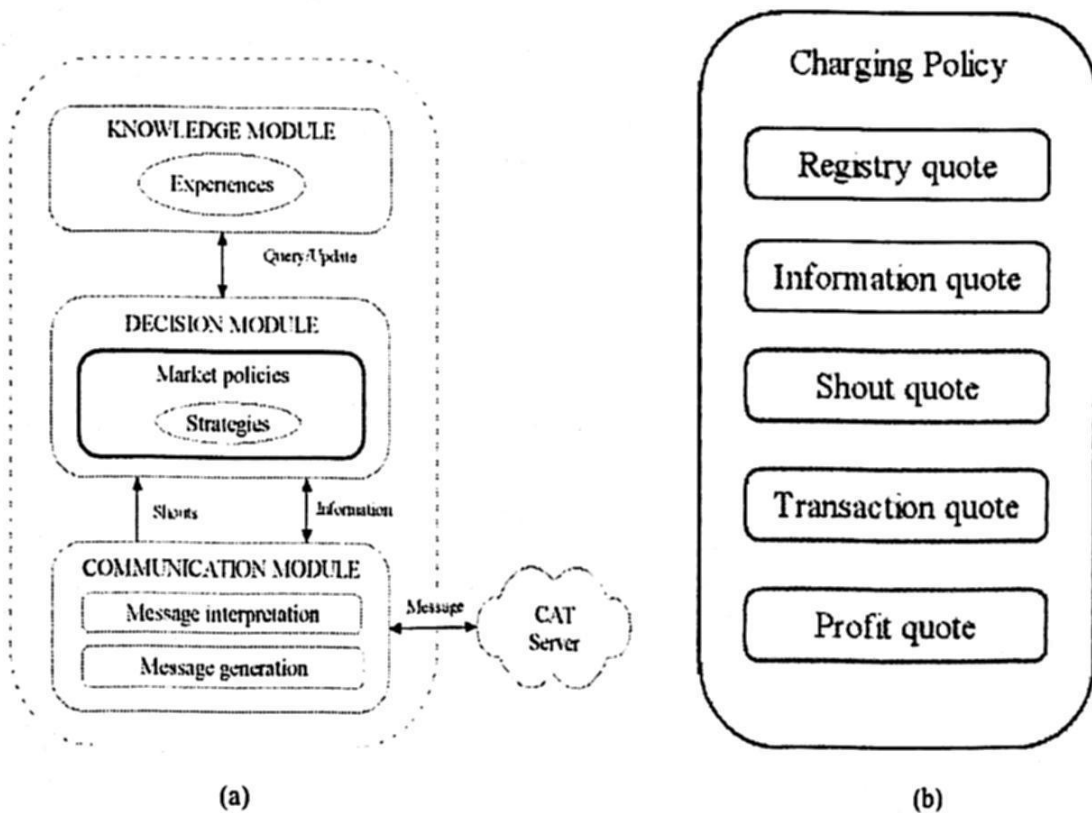 KNOWLEDGE MODULE
Experiences
Query/Update
DECISION MODULE
Market policies
Strategies
Shouts
Information
COMMUNICATION MODULE
Message interpretation
Message generation
Message
CAT
Server
(a)
Charging Policy
Registry quote
Information quote
Shout quote
Transaction quote
Profit quote
(b)